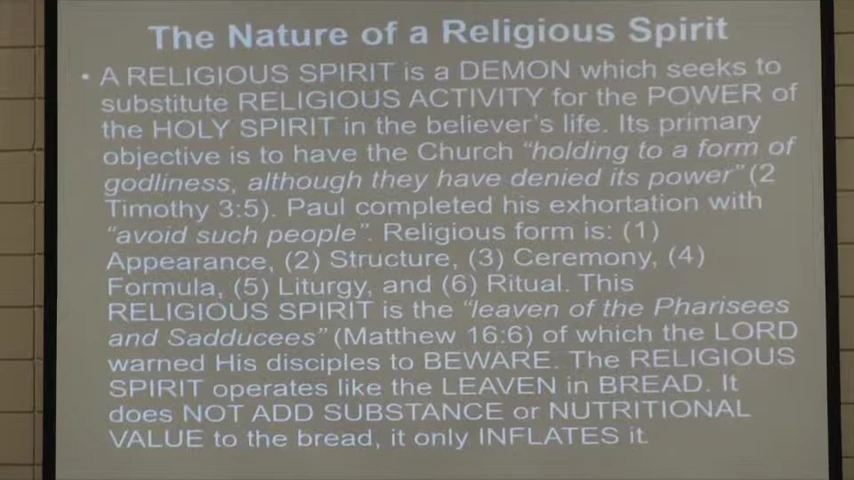 The Nature of a Religious Spirit
• A RELIGIOUS SPIRIT is a DEMON which seeks to
substitute RELIGIOUS ACTIVITY for the POWER of
the HOLY SPIRIT in the believer's life. Its primary
objective is to have the Church "holding to a form of
godliness, although they have denied its power" (2
Timothy 3:5). Paul completed his exhortation with
"avoid such people". Religious form is: (1)
Appearance, (2) Structure, (3) Ceremony, (4)
Formula, (5) Liturgy, and (6) Ritual. This
RELIGIOUS SPIRIT is the "leaven of the Pharisees
and Sadducees" (Matthew 16:6) of which the LORD
warned His disciples to BEWARE. The RELIGIOUS
SPIRIT operates like the LEAVEN in BREAD. It
does NOT ADD SUBSTANCE or NUTRITIONAL
VALUE to the bread, it only INFLATES it.